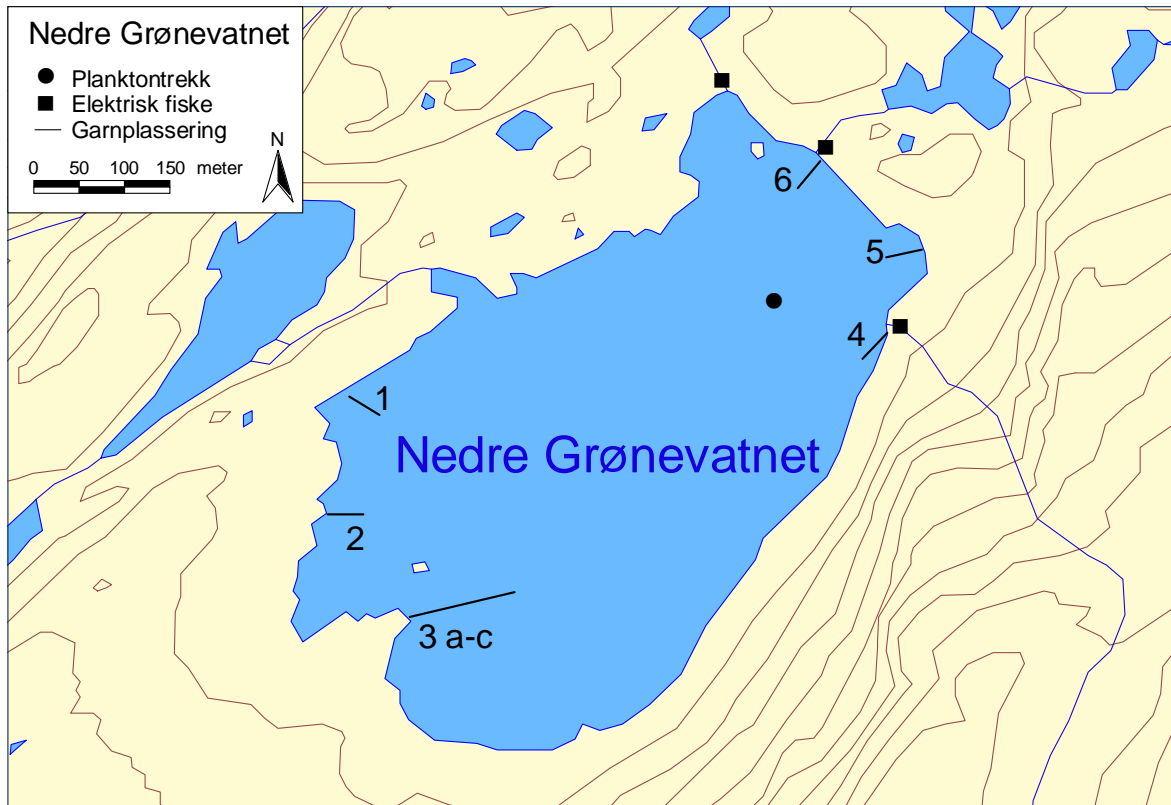 Nedre Grønevatnet
Planktontrekk
Elektrisk fiske
Garnplassering
N
0 50 100 150 meter
6
5
4
1
Nedre Grønevatnet
2
3 a-c